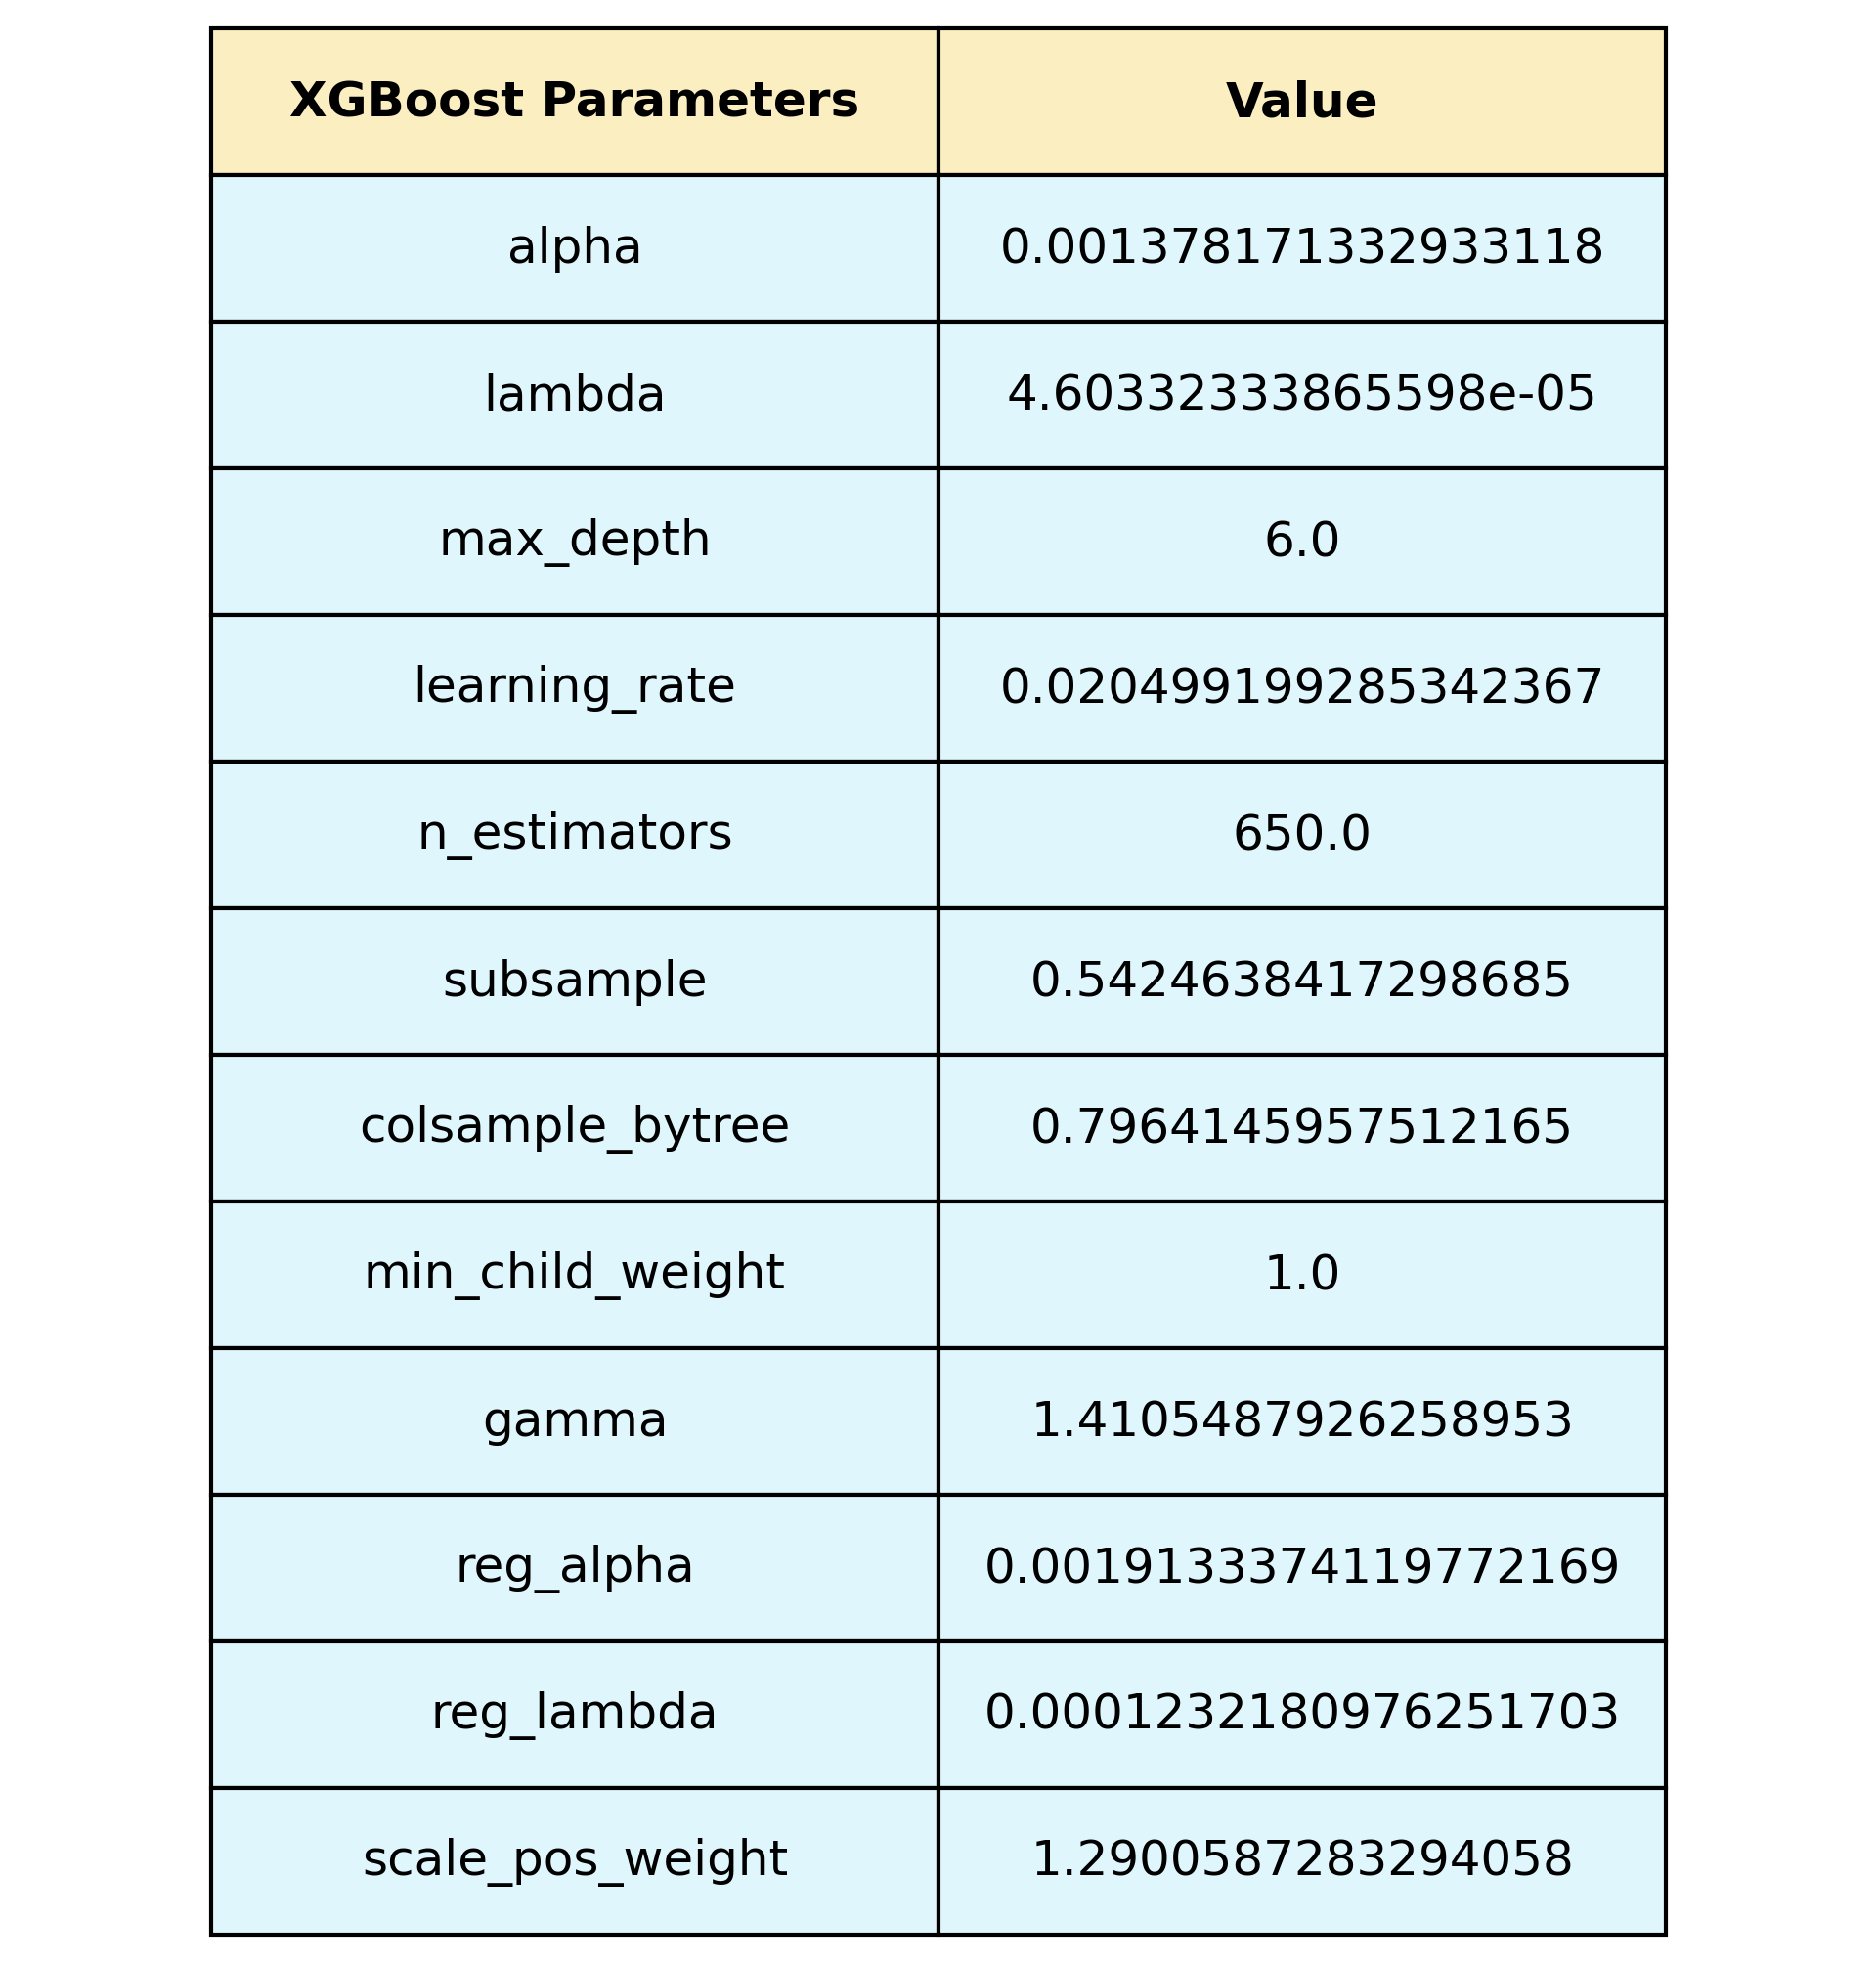 XGBoost Parameters Value
alpha 0.001378171332933118
lambda 4.60332333865598e-05
max_depth 6.0
learning_rate 0.020499199285342367
n_estimators 650.0
subsample 0.5424638417298685
colsample_bytree 0.7964145957512165
min_child_weight 1.0
gamma 1.4105487926258953
reg_alpha 0.0019133374119772169
reg_lambda 0.0001232180976251703
scale_pos_weight 1.2900587283294058